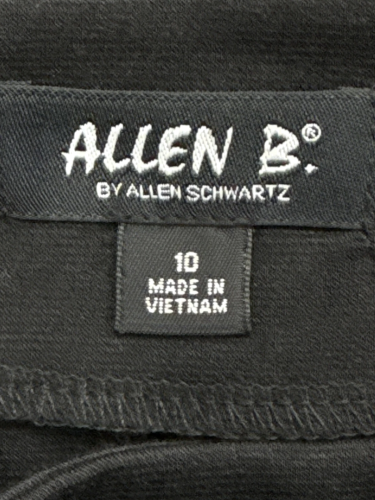 ALLEN B.®
BY ALLEN SCHWARTZ
10
MADE IN
VIETNAM